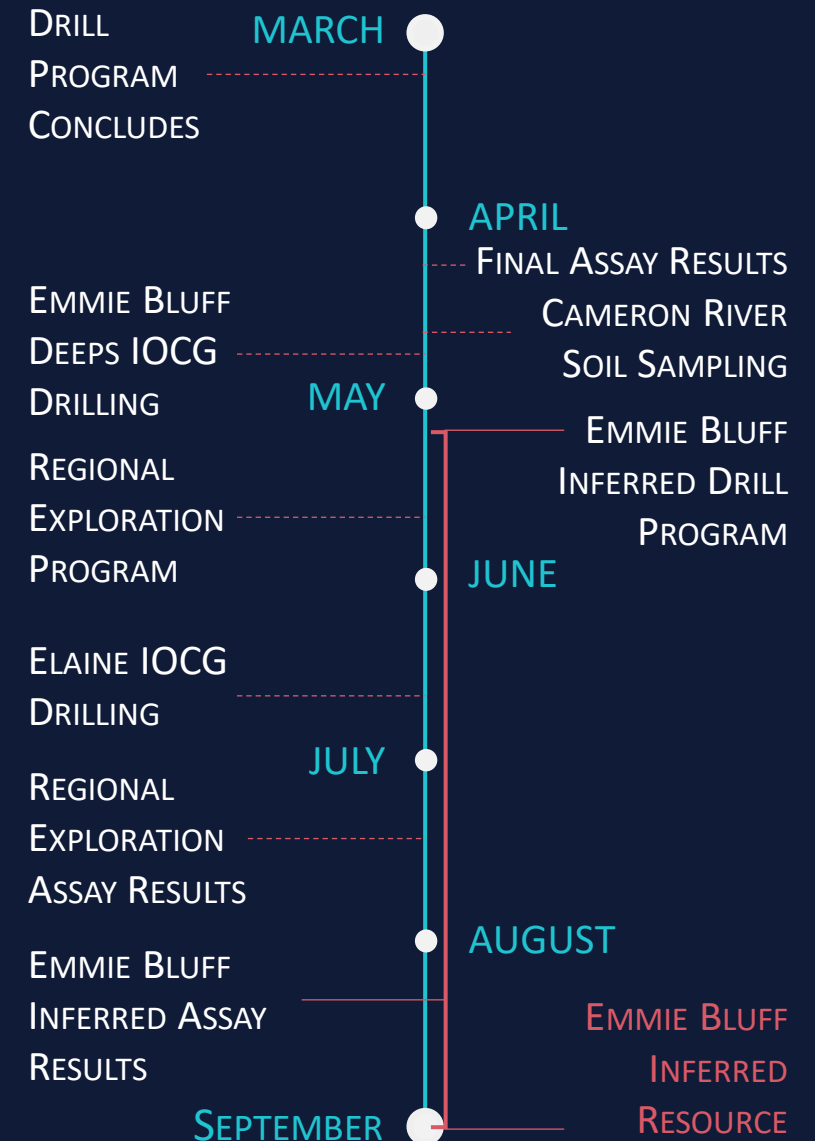 Drill
Program
Concludes
MARCH
APRIL
Final Assay Results
Cameron River
Soil Sampling
Emmie Bluff
Deeps IOCG
Drilling
MAY
Emmie Bluff
Inferred Drill
Program
Regional
Exploration
Program
JUNE
Elaine IOCG
Drilling
JULY
Regional
Exploration
Assay Results
AUGUST
Emmie Bluff
Inferred Assay
Results
Emmie Bluff
Inferred
Resource
September